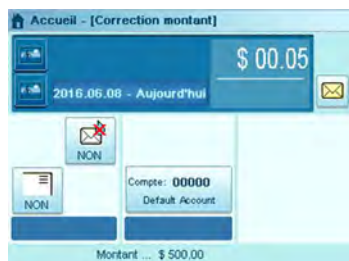 Accueil - [Correction montant]
$ 00.05
2016.06.08 - Aujourd'hui
NON
NON
Compte: 00000
Default Account
Montant ... $ 500,00